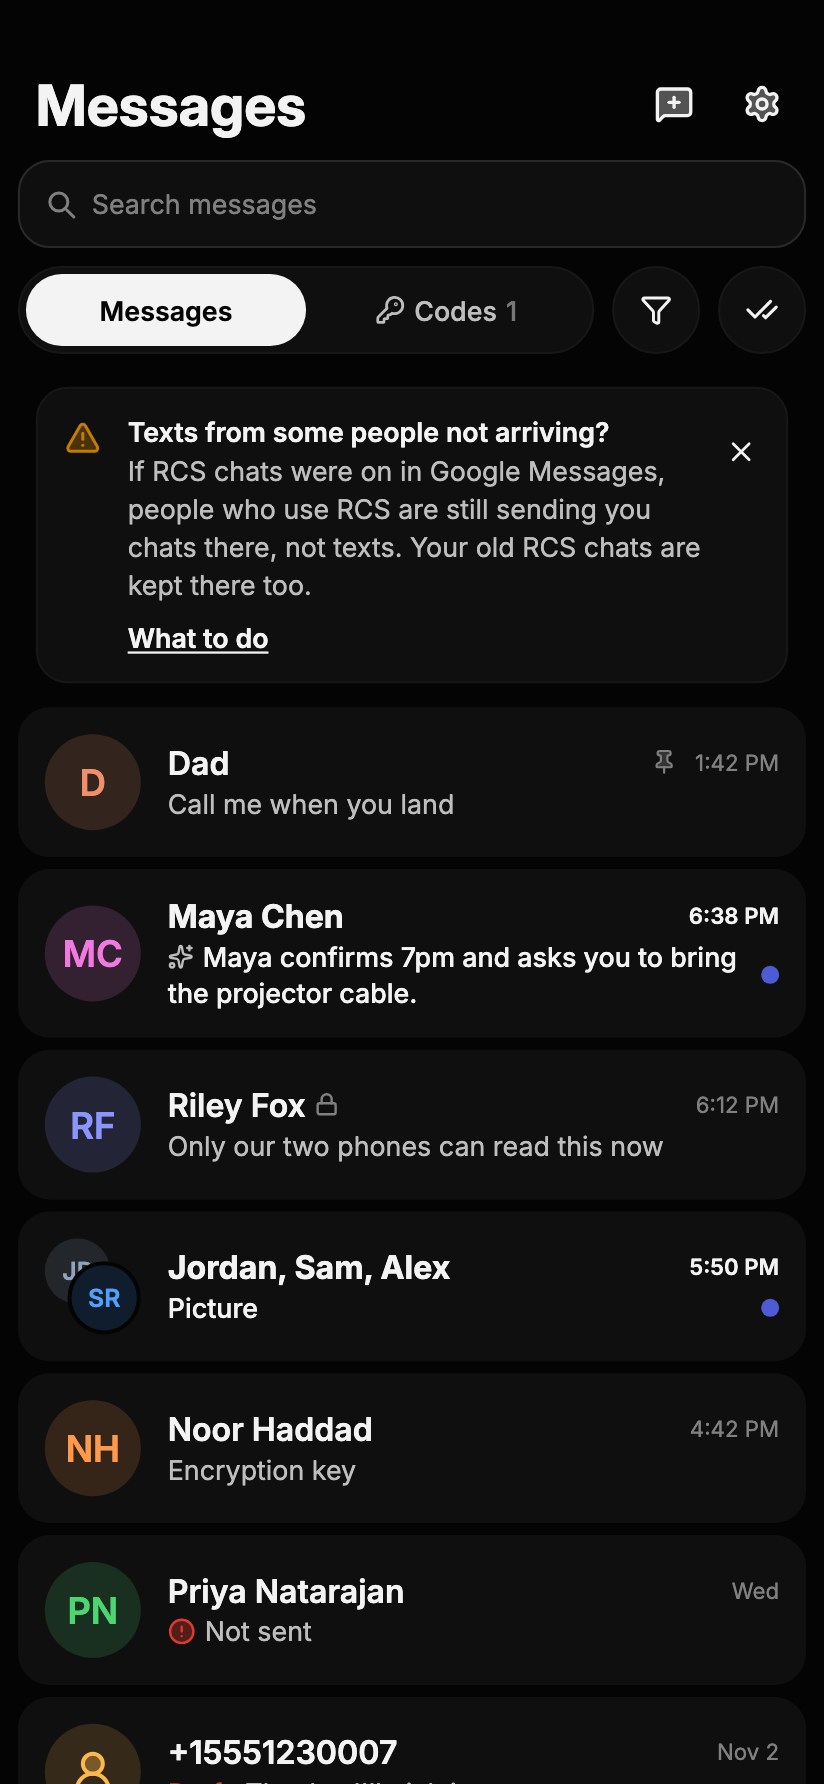 Messages
Search messages
Messages
Codes 1
Texts from some people not arriving?
If RCS chats were on in Google Messages,
people who use RCS are still sending you
chats there, not texts. Your old RCS chats are
kept there too.
What to do
D
Dad
1:42 PM
Call me when you land
MC
Maya Chen
6:38 PM
Maya confirms 7pm and asks you to bring
the projector cable.
RF
Riley Fox
6:12 PM
Only our two phones can read this now
SR
Jordan, Sam, Alex
5:50 PM
Picture
NH
Noor Haddad
4:42 PM
Encryption key
PN
Priya Natarajan
Wed
Not sent
+15551230007
Nov 2